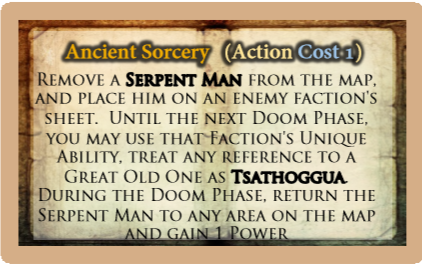 Ancient Sorcery (Action Cost 1)
Remove a Serpent Man from the map,
and place him on an enemy faction's
sheet. Until the next Doom Phase,
you may use that Faction's Unique
Ability, treat any reference to a
Great Old One as Tsathoggua.
During the Doom Phase, return the
Serpent Man to any area on the map
and gain 1 Power